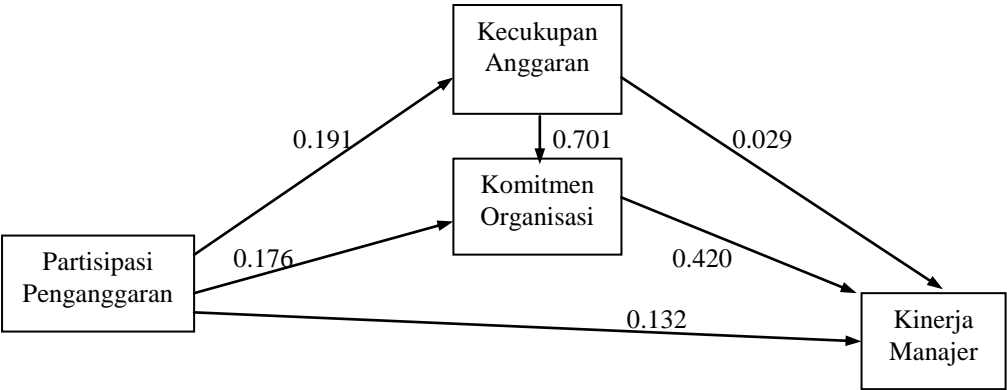 Kecukupan
Anggaran
0.191
0.701
0.029
Komitmen
Organisasi
Partisipasi
Penganggaran
0.176
0.420
0.132
Kinerja
Manajer